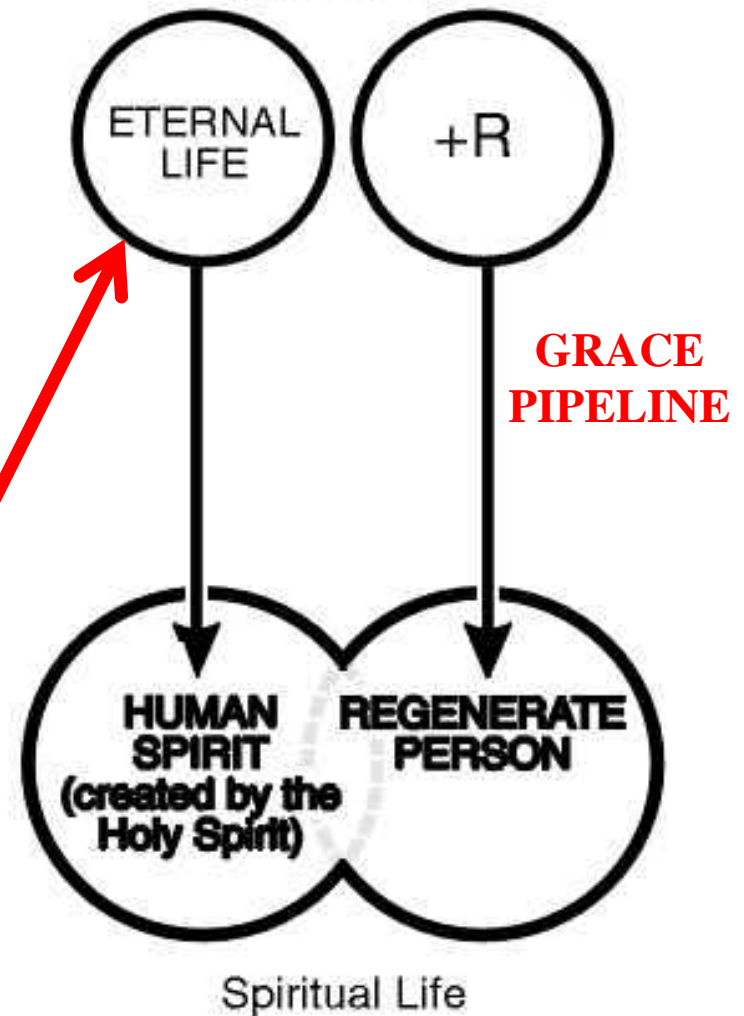 ETERNAL
LIFE
+R
GRACE
PIPELINE
HUMAN
SPIRIT
(created by the
Holy Spirit)
REGENERATE
PERSON
Spiritual Life